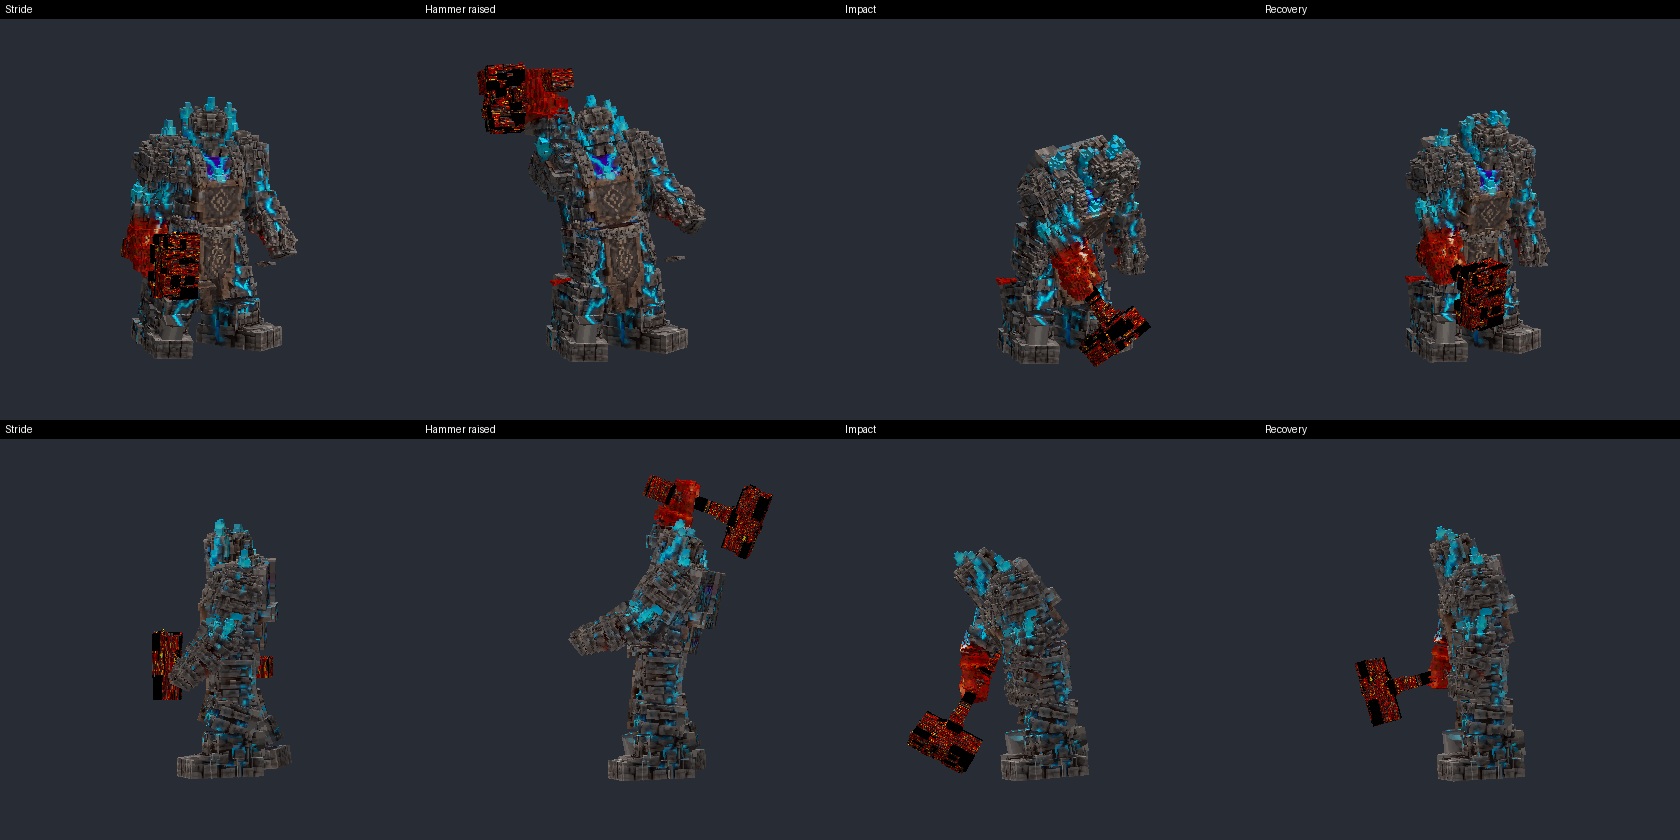 Stride
Hammer raised
Impact
Recovery
Stride
Hammer raised
Impact
Recovery